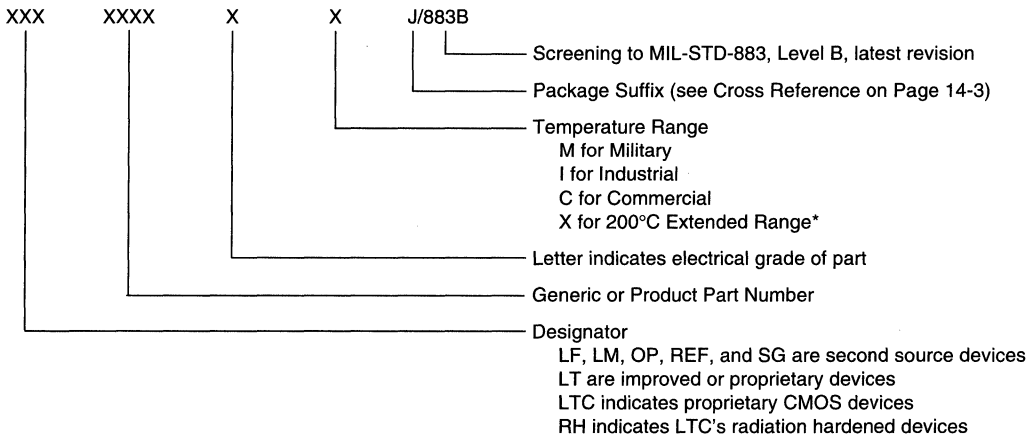 XXX XXXX X X J/883B
Screening to MIL-STD-883, Level B, latest revision
Package Suffix (see Cross Reference on Page 14-3)
Temperature Range
M for Military
I for Industrial
C for Commercial
X for 200°C Extended Range*
Letter indicates electrical grade of part
Generic or Product Part Number
Designator
LF, LM, OP, REF, and SG are second source devices
LT are improved or proprietary devices
LTC indicates proprietary CMOS devices
RH indicates LTC's radiation hardened devices